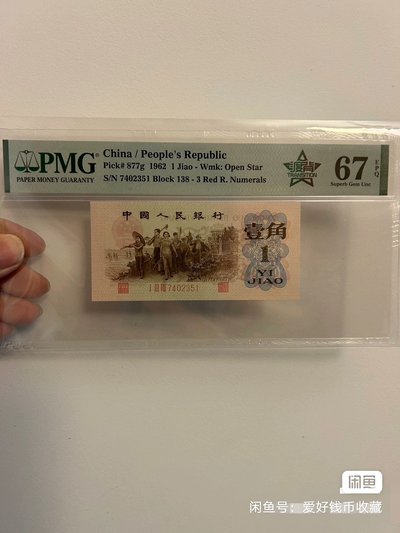 PMG
PAPER MONEY GUARANTY
China / People's Republic
Pick# 877g 1962 1 Jiao - Wmk: Open Star
S/N 7402351 Block 138 - 3 Red R. Numerals
TRANSITION
67 EPQ
Superb Gem Unc
中國人民銀行
壹角
1
YI
JIAO
7402351
闲鱼
闲鱼号：爱好钱币收藏